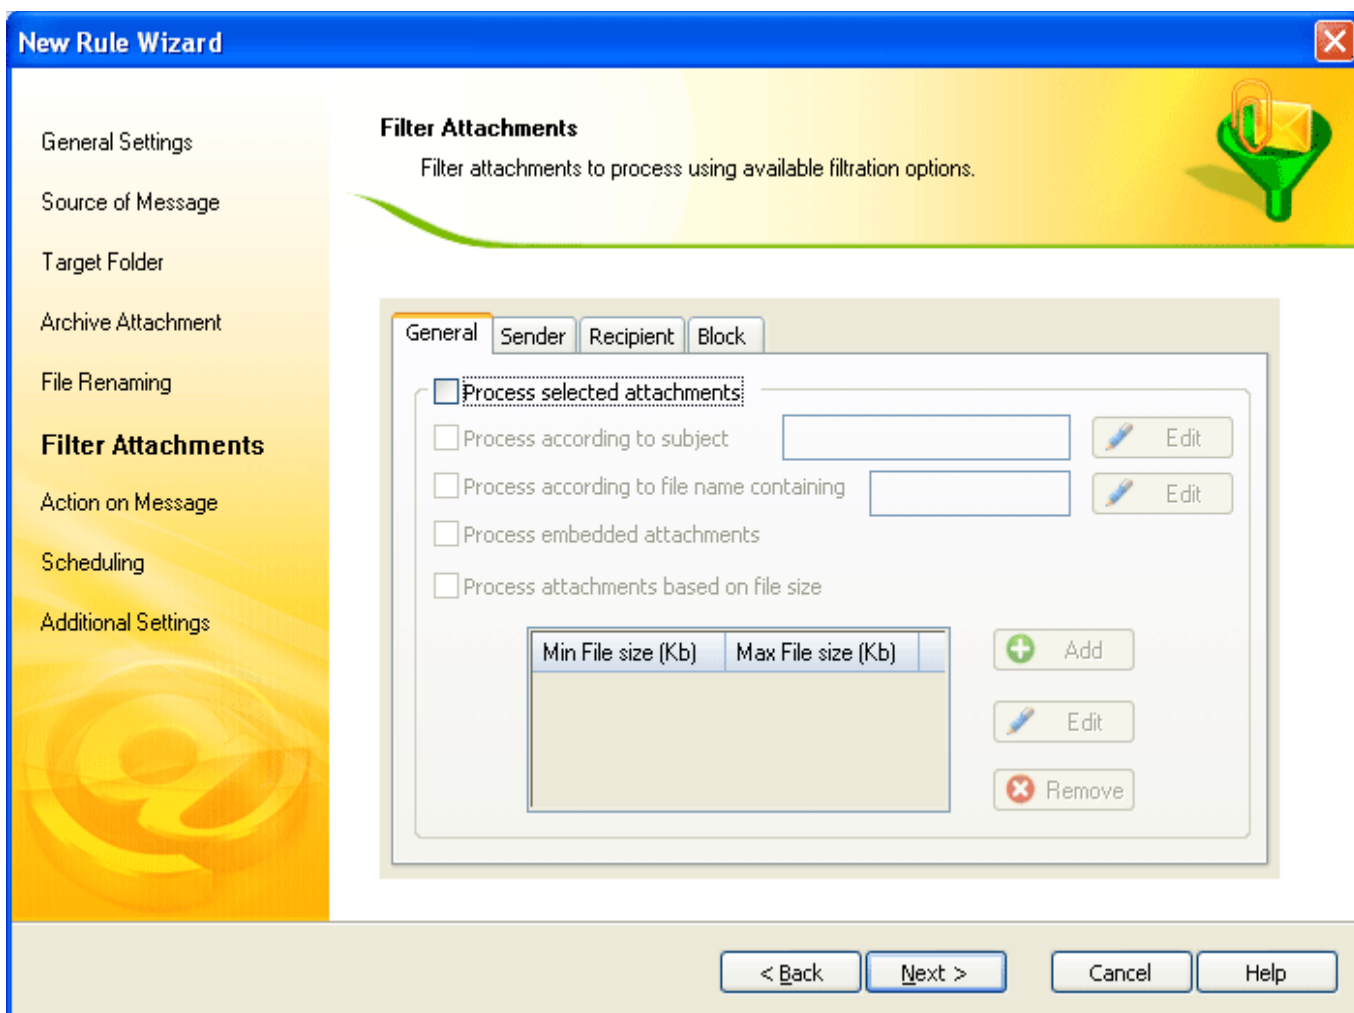 New Rule Wizard
General Settings
Source of Message
Target Folder
Archive Attachment
File Renaming
Filter Attachments
Action on Message
Scheduling
Additional Settings
Filter Attachments
Filter attachments to process using available filtration options.
General Sender Recipient Block
Process selected attachments
Process according to subject Edit
Process according to file name containing Edit
Process embedded attachments
Process attachments based on file size
Min File size (Kb) Max File size (Kb) Add
Edit
Remove
< Back Next > Cancel Help